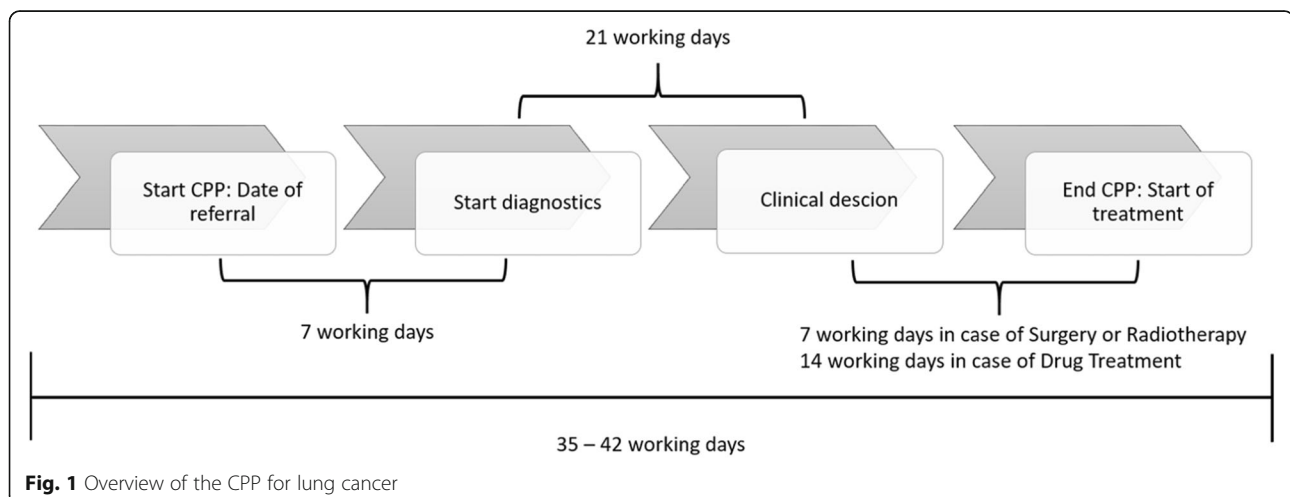 21 working days
Start CPP: Date of
referral
Start diagnostics
Clinical descion
End CPP: Start of
treatment
7 working days
7 working days in case of Surgery or Radiotherapy
14 working days in case of Drug Treatment
35 – 42 working days
Fig. 1 Overview of the CPP for lung cancer